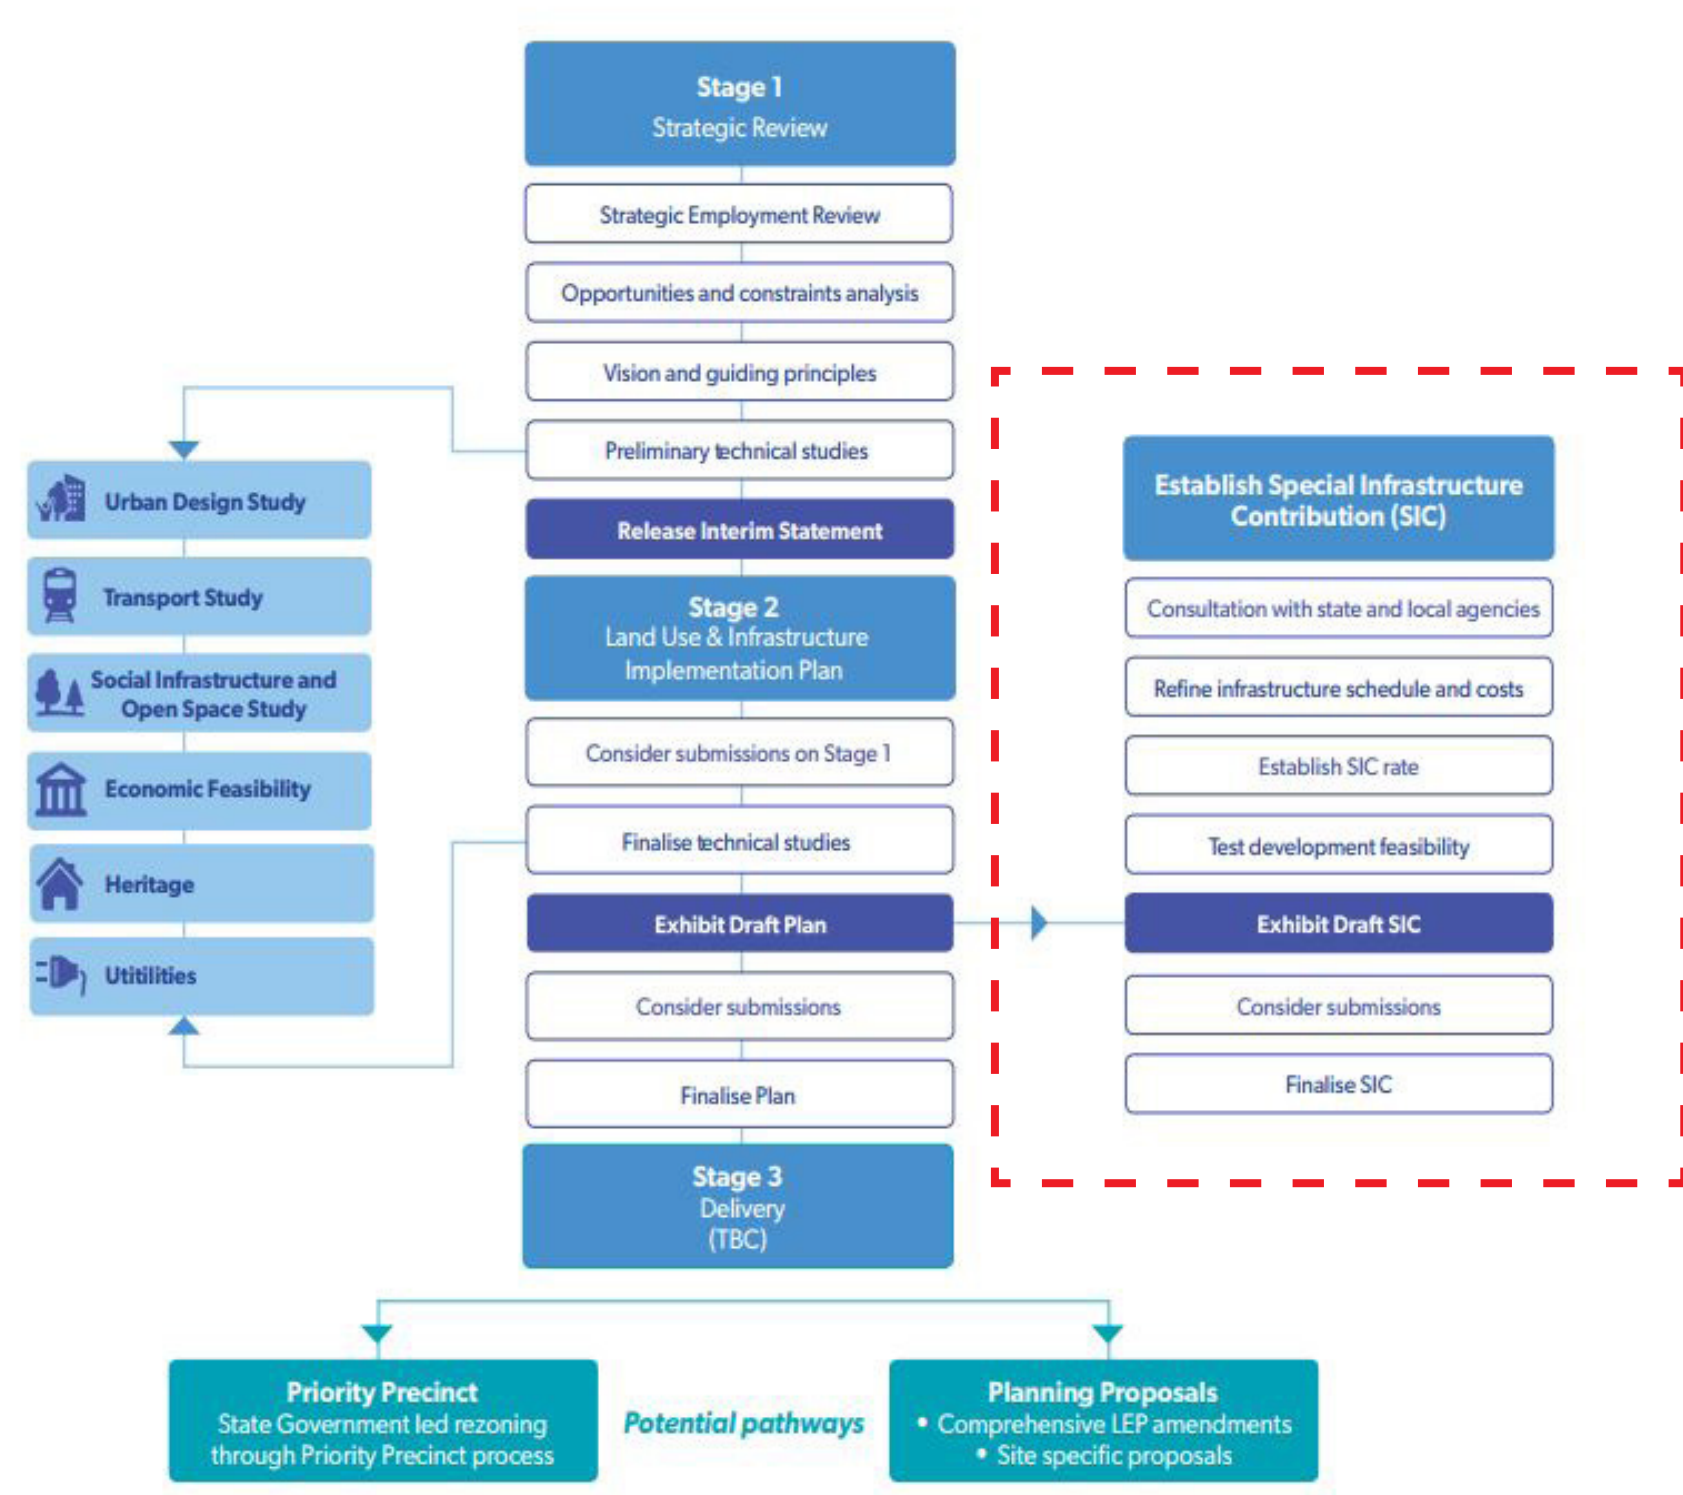 Stage 1
Strategic Review
Strategic Employment Review
Opportunities and constraints analysis
Vision and guiding principles
Preliminary technical studies
Release Interim Statement
Stage 2
Land Use & Infrastructure
Implementation Plan
Consider submissions on Stage 1
Finalise technical studies
Exhibit Draft Plan
Consider submissions
Finalise Plan
Stage 3
Delivery
(TBC)
Urban Design Study
Transport Study
Social Infrastructure and
Open Space Study
Economic Feasibility
Heritage
Utitilities
Establish Special Infrastructure
Contribution (SIC)
Consultation with state and local agencies
Refine infrastructure schedule and costs
Establish SIC rate
Test development feasibility
Exhibit Draft SIC
Consider submissions
Finalise SIC
Priority Precinct
State Government led rezoning
through Priority Precinct process
Potential pathways
Planning Proposals
• Comprehensive LEP amendments
• Site specific proposals